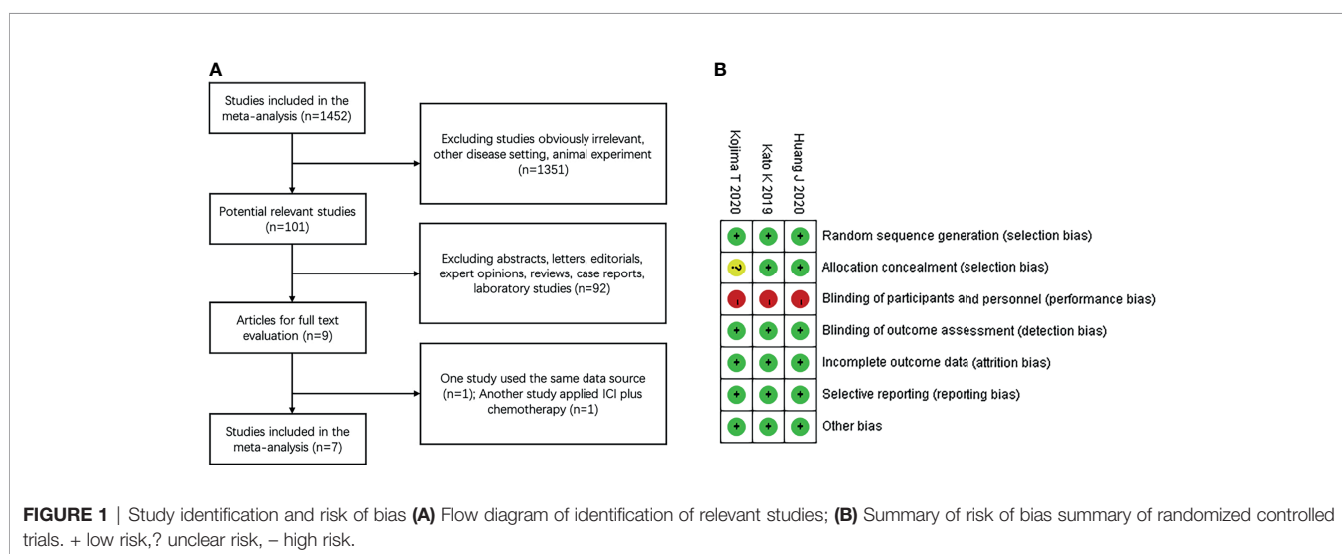 A
Studies included in the
meta-analysis (n=1452)
Excluding studies obviously irrelevant,
other disease setting, animal experiment
(n=1351)
Potential relevant studies
(n=101)
Excluding abstracts, letters, editorials,
expert opinions, reviews, case reports,
laboratory studies (n=92)
Articles for full text
evaluation (n=9)
One study used the same data source
(n=1); Another study applied ICI plus
chemotherapy (n=1)
Studies included in the
meta-analysis (n=7)
B
Kojima T 2020
Kato K 2019
Huang J 2020
+ + + Random sequence generation (selection bias)
? + + Allocation concealment (selection bias)
– – – Blinding of participants and personnel (performance bias)
+ + + Blinding of outcome assessment (detection bias)
+ + + Incomplete outcome data (attrition bias)
+ + + Selective reporting (reporting bias)
+ + + Other bias
FIGURE 1 | Study identification and risk of bias (A) Flow diagram of identification of relevant studies; (B) Summary of risk of bias summary of randomized controlled
trials. + low risk,? unclear risk, – high risk.